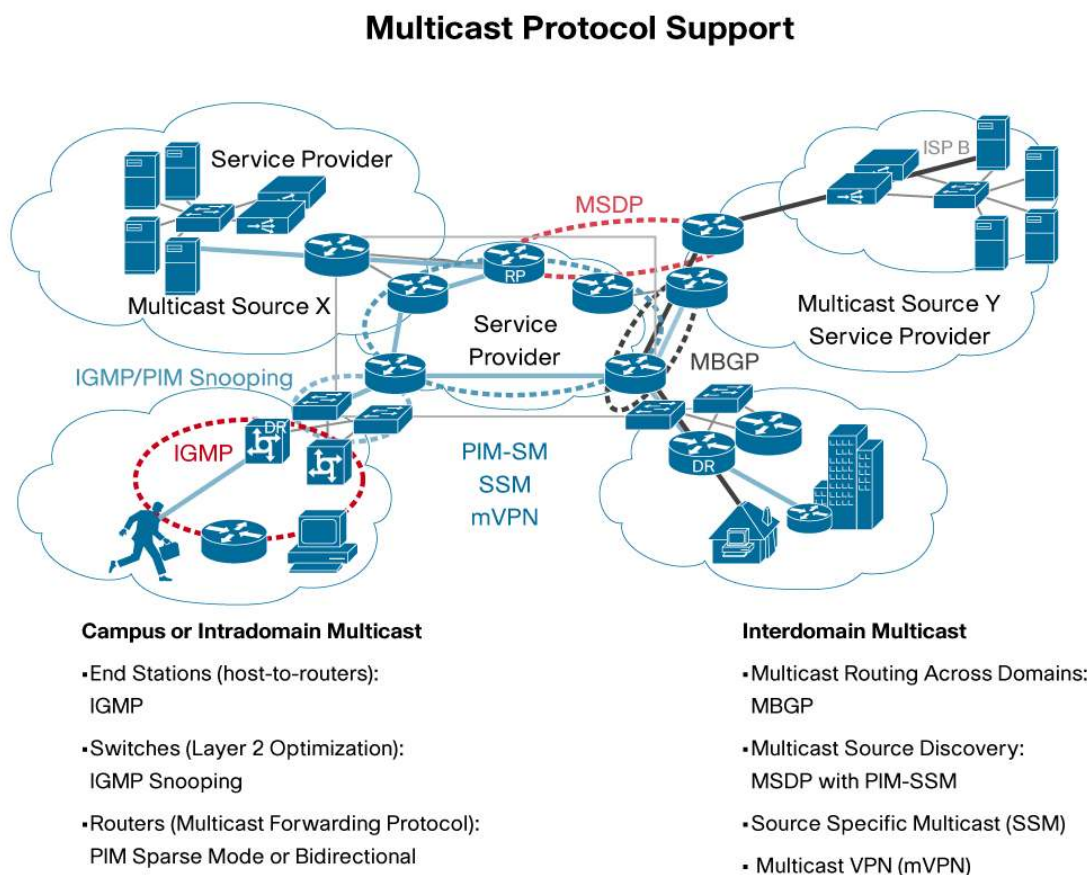 Multicast Protocol Support
Service Provider
ISP B
MSDP
RP
Multicast Source X
Service
Provider
Multicast Source Y
Service Provider
IGMP/PIM Snooping
MBGP
DR
IGMP
PIM-SM
SSM
mVPN
DR
Campus or Intradomain Multicast
▪End Stations (host-to-routers):
IGMP
▪Switches (Layer 2 Optimization):
IGMP Snooping
▪Routers (Multicast Forwarding Protocol):
PIM Sparse Mode or Bidirectional
Interdomain Multicast
▪Multicast Routing Across Domains:
MBGP
▪Multicast Source Discovery:
MSDP with PIM-SSM
▪Source Specific Multicast (SSM)
▪ Multicast VPN (mVPN)